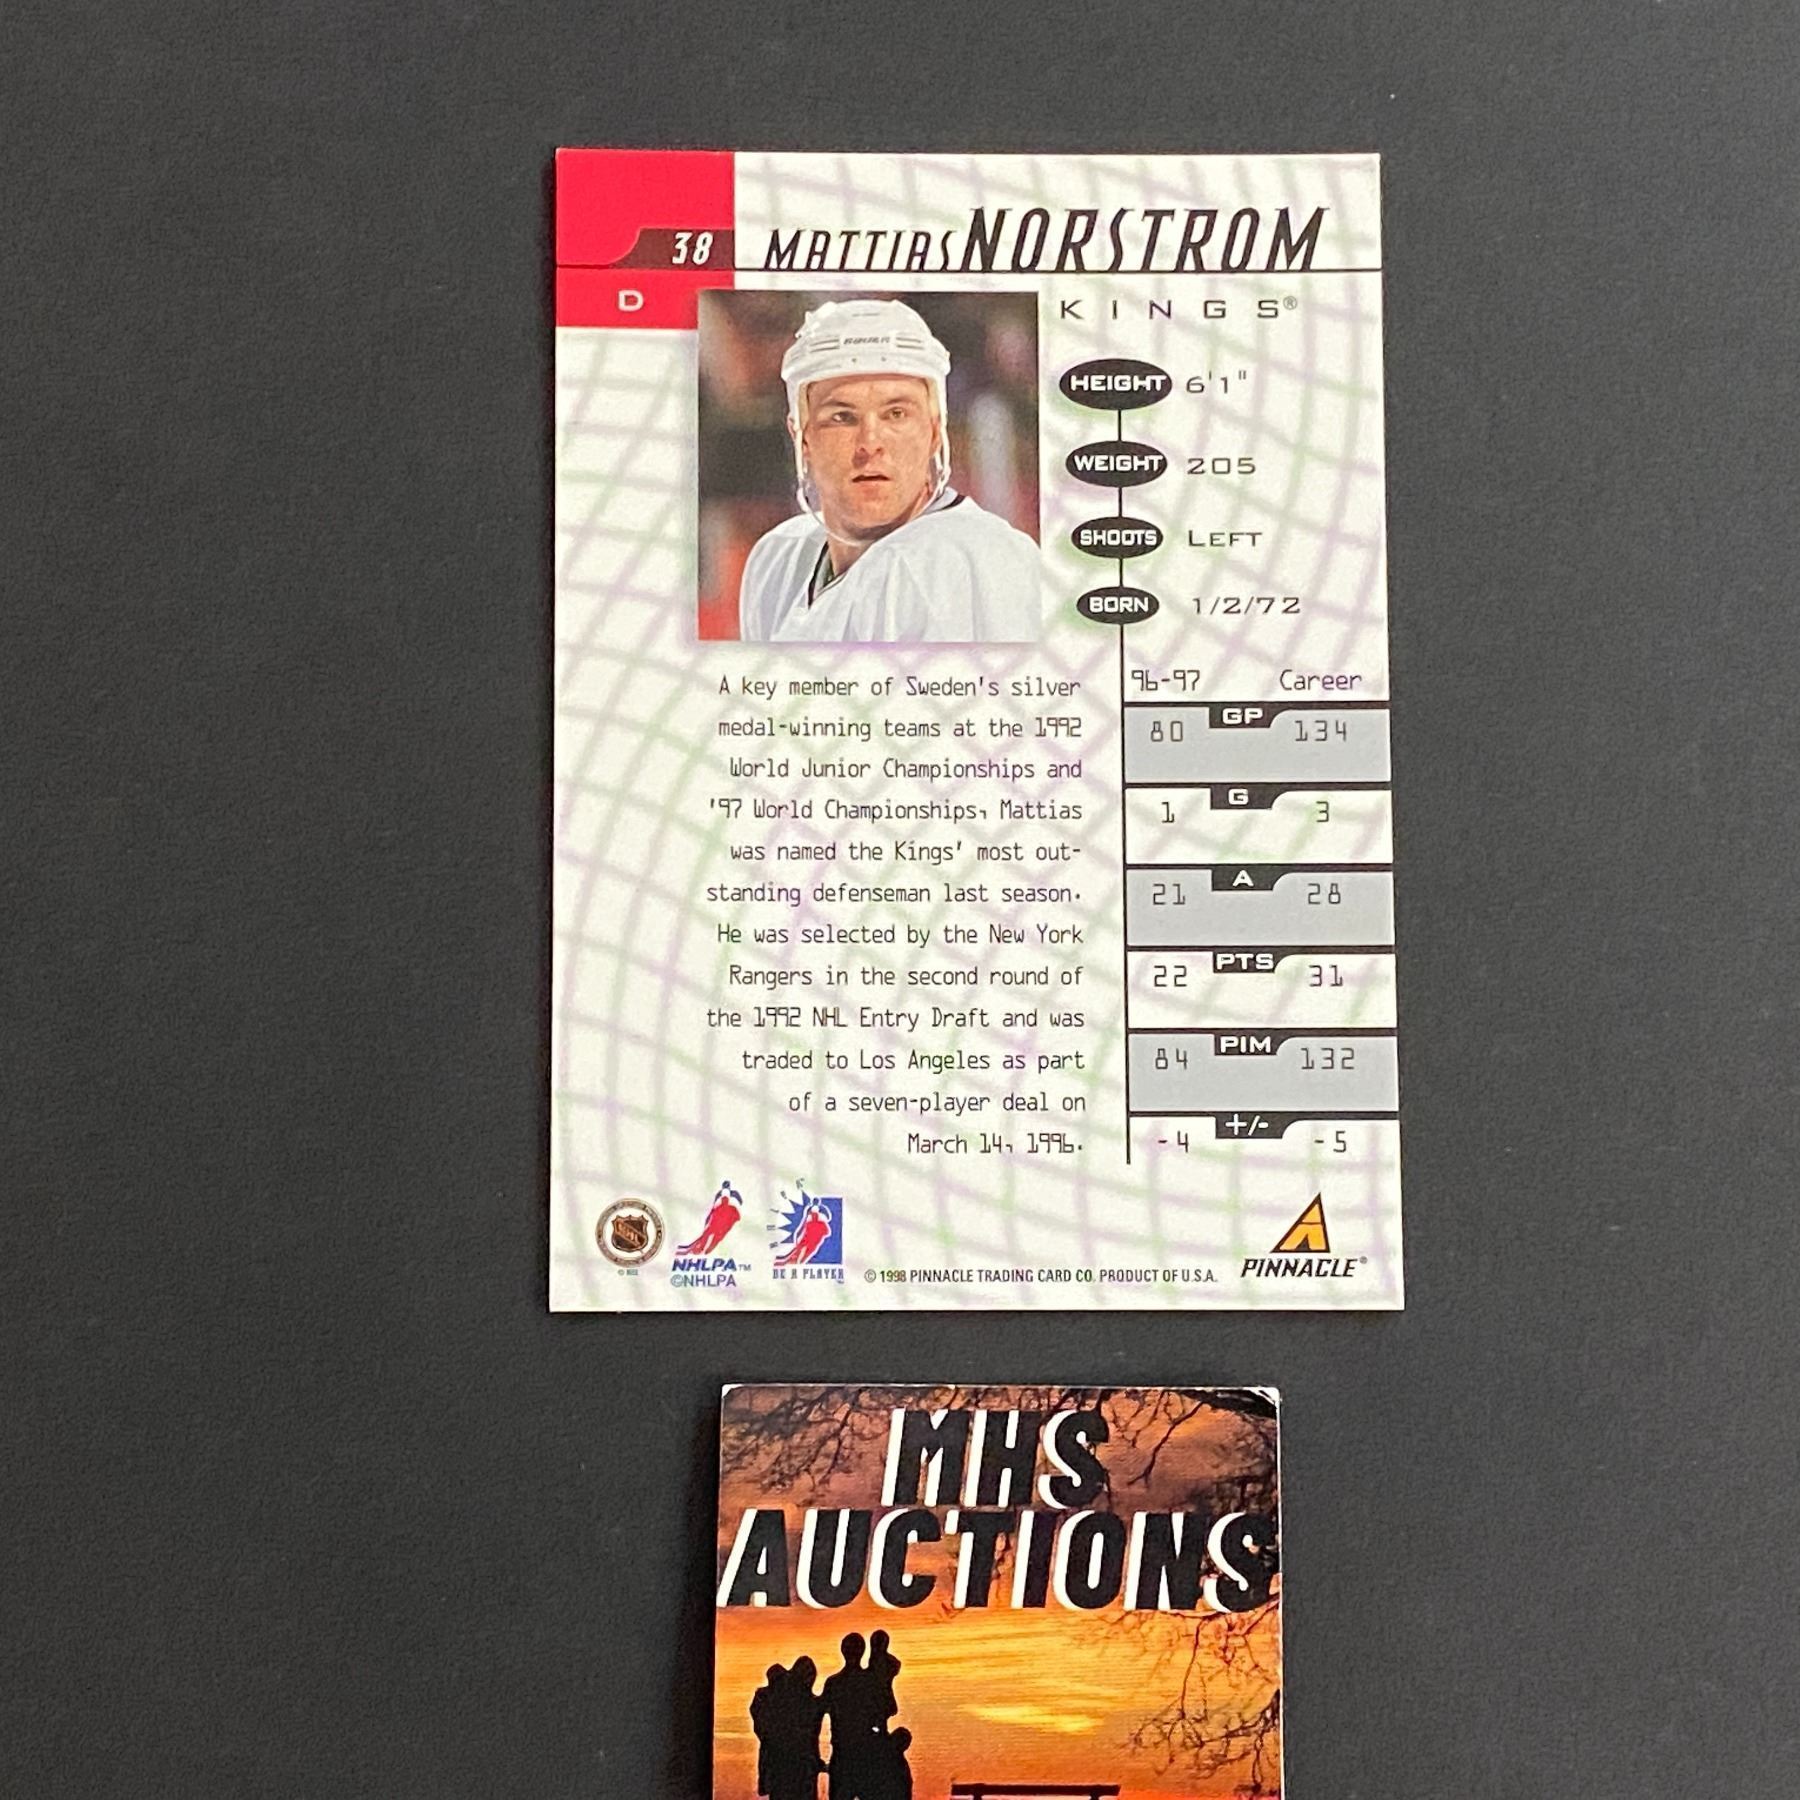 38 MATTIAS NORSTROM
D
KINGS®
BAUER
HEIGHT 6'1"
WEIGHT 205
SHOOTS LEFT
BORN 1/2/72
A key member of Sweden's silver
medal-winning teams at the 1992
World Junior Championships and
'97 World Championships, Mattias
was named the Kings' most out-
standing defenseman last season.
He was selected by the New York
Rangers in the second round of
the 1992 NHL Entry Draft and was
traded to Los Angeles as part
of a seven-player deal on
March 14, 1996.
96-97 Career
80 GP 134
1 G 3
21 A 28
22 PTS 31
84 PIM 132
-4 +/- -5
NHL
NHLPA™
©NHLPA
BE A PLAYER
© 1998 PINNACLE TRADING CARD CO. PRODUCT OF U.S.A.
PINNACLE®
MHS
AUCTIONS